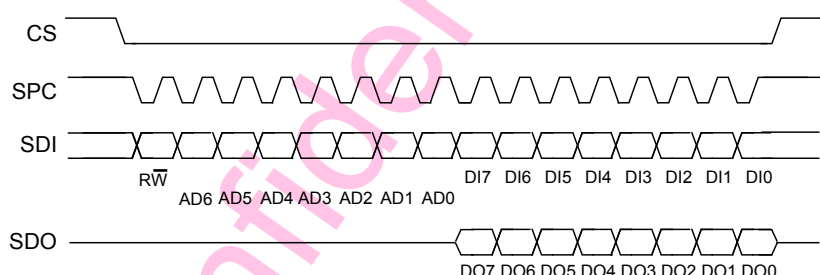 CS
SPC
SDI
RW̅
DI7 DI6 DI5 DI4 DI3 DI2 DI1 DI0
AD6 AD5 AD4 AD3 AD2 AD1 AD0
SDO
DO7 DO6 DO5 DO4 DO3 DO2 DO1 DO0